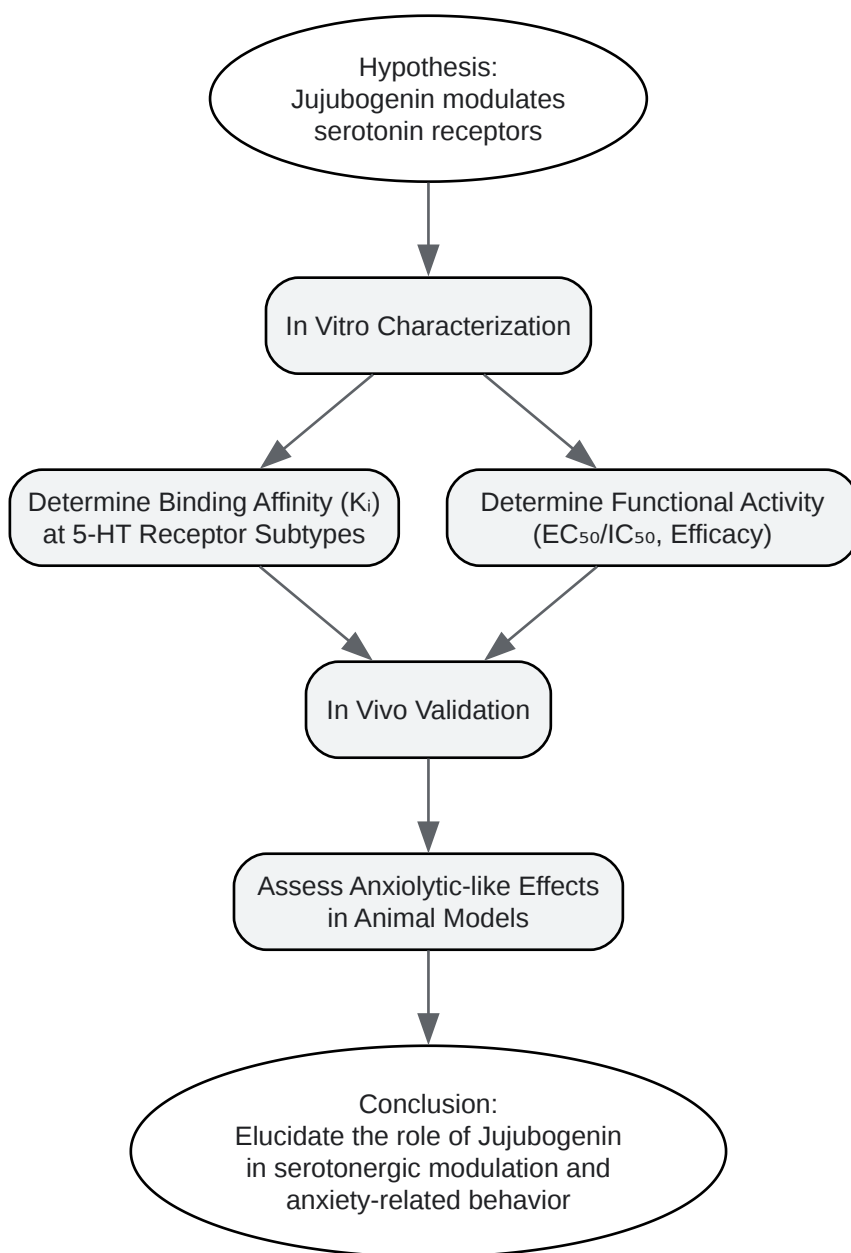 Hypothesis:
Jujubogenin modulates
serotonin receptors
In Vitro Characterization
Determine Binding Affinity (Kᵢ)
at 5-HT Receptor Subtypes
Determine Functional Activity
(EC₅₀/IC₅₀, Efficacy)
In Vivo Validation
Assess Anxiolytic-like Effects
in Animal Models
Conclusion:
Elucidate the role of Jujubogenin
in serotonergic modulation and
anxiety-related behavior